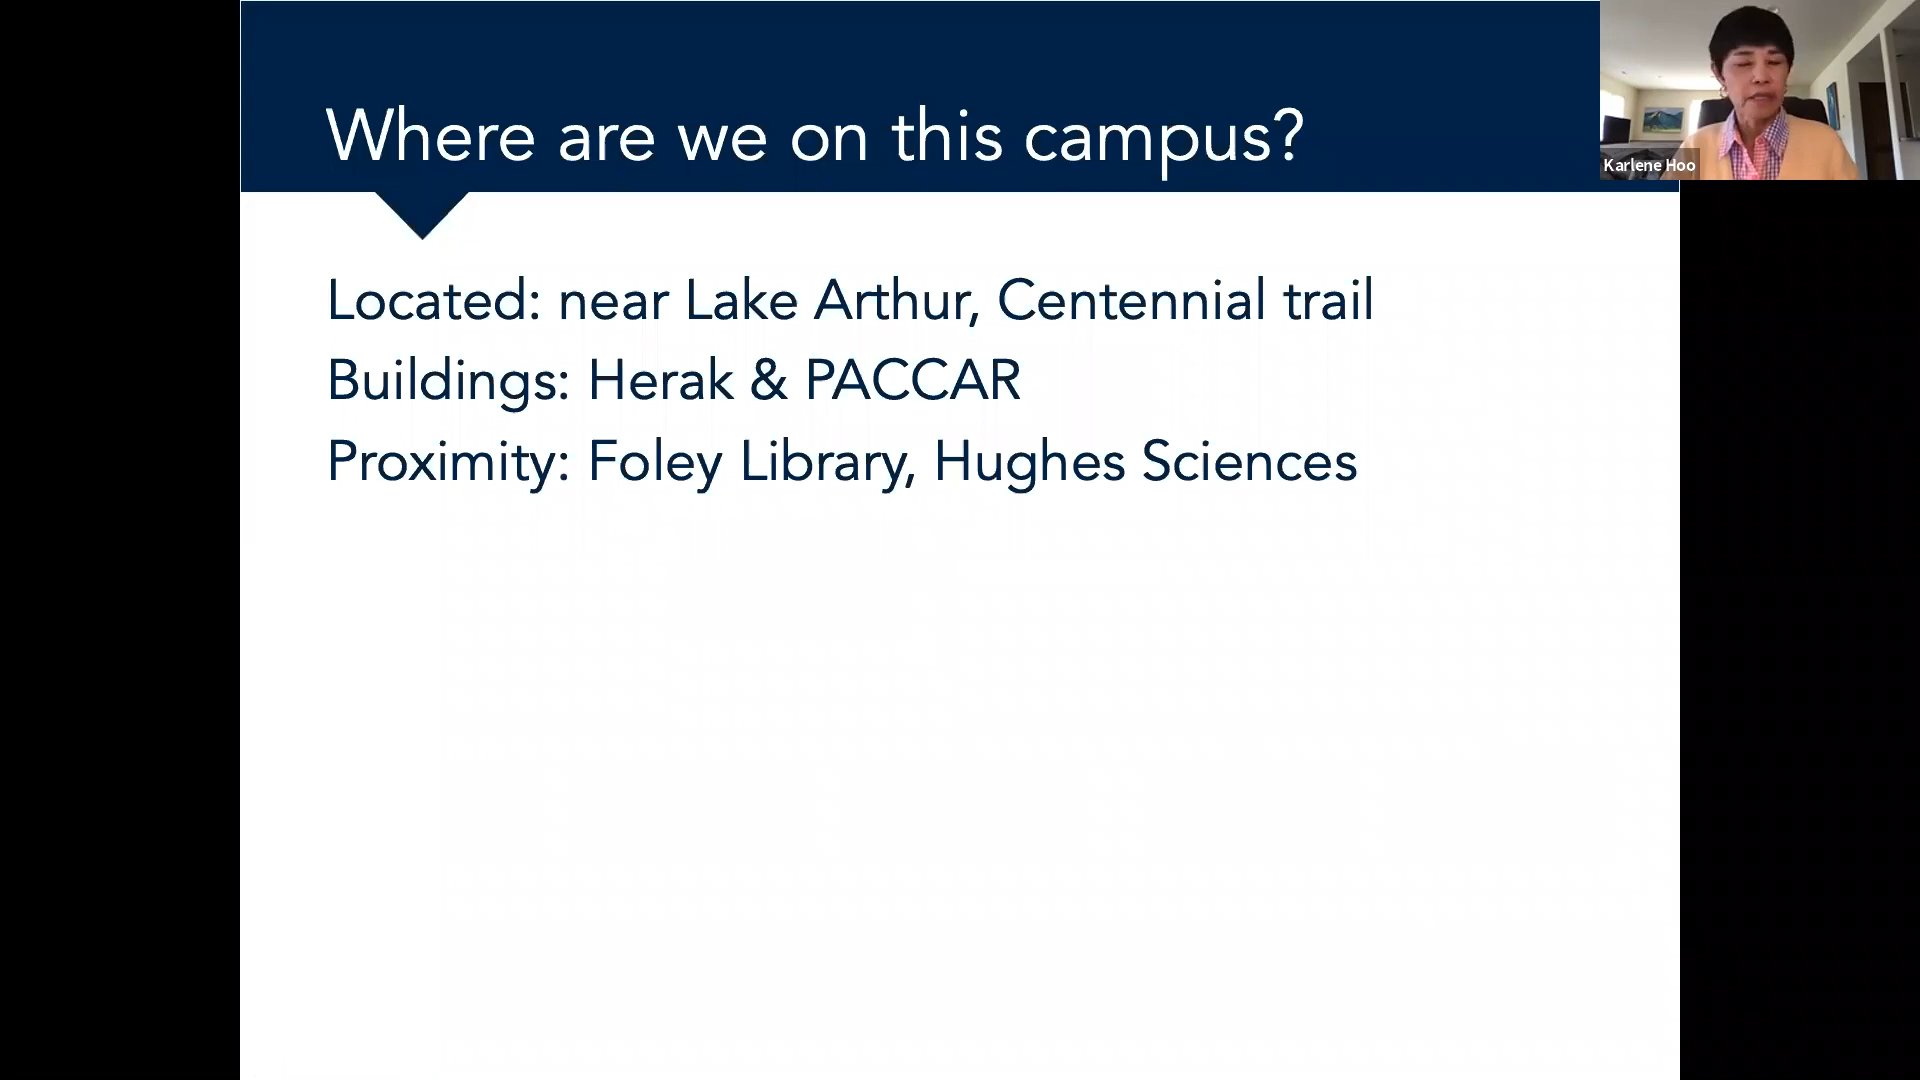 Where are we on this campus?
Karlene Hoo
Located: near Lake Arthur, Centennial trail
Buildings: Herak & PACCAR
Proximity: Foley Library, Hughes Sciences